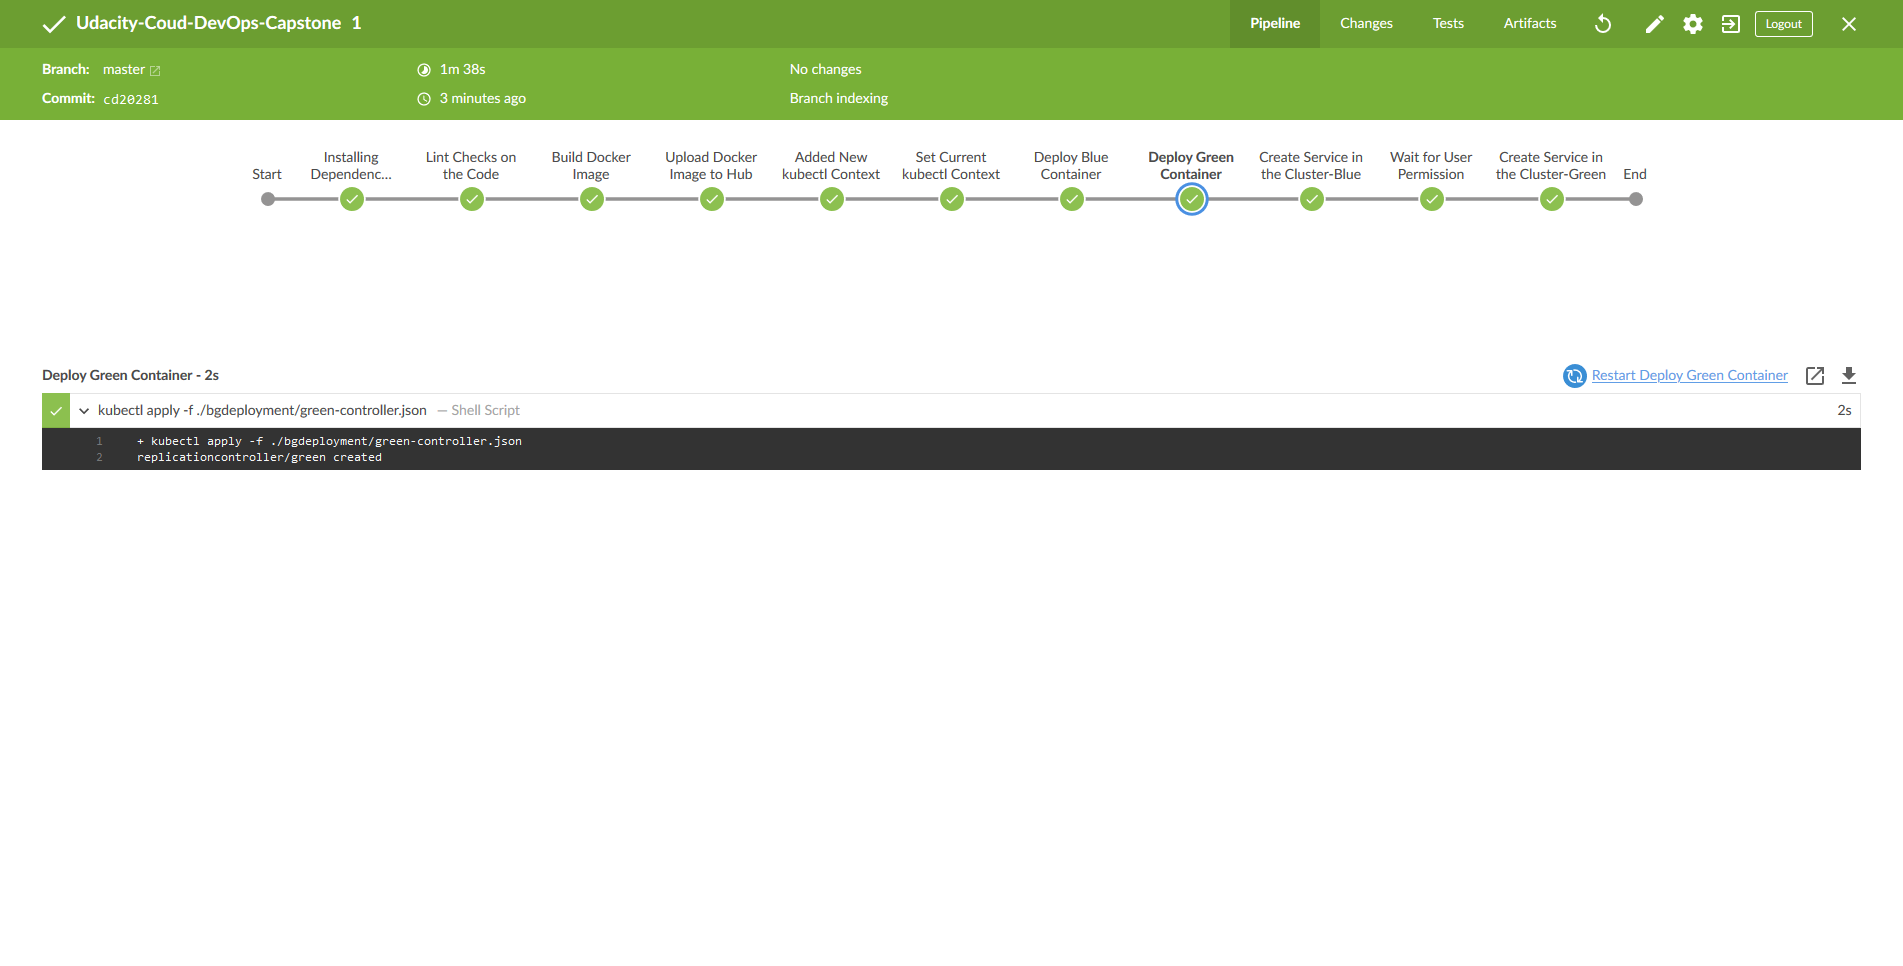 Udacity-Coud-DevOps-Capstone 1
Pipeline Changes Tests Artifacts Logout
Branch: master 1m 38s No changes
Commit: cd20281 3 minutes ago Branch indexing
Start
Installing
Dependenc...
Lint Checks on
the Code
Build Docker
Image
Upload Docker
Image to Hub
Added New
kubectl Context
Set Current
kubectl Context
Deploy Blue
Container
Deploy Green
Container
Create Service in
the Cluster-Blue
Wait for User
Permission
Create Service in
the Cluster-Green
End
Deploy Green Container - 2s Restart Deploy Green Container
kubectl apply -f ./bgdeployment/green-controller.json — Shell Script 2s
1 + kubectl apply -f ./bgdeployment/green-controller.json
2 replicationcontroller/green created